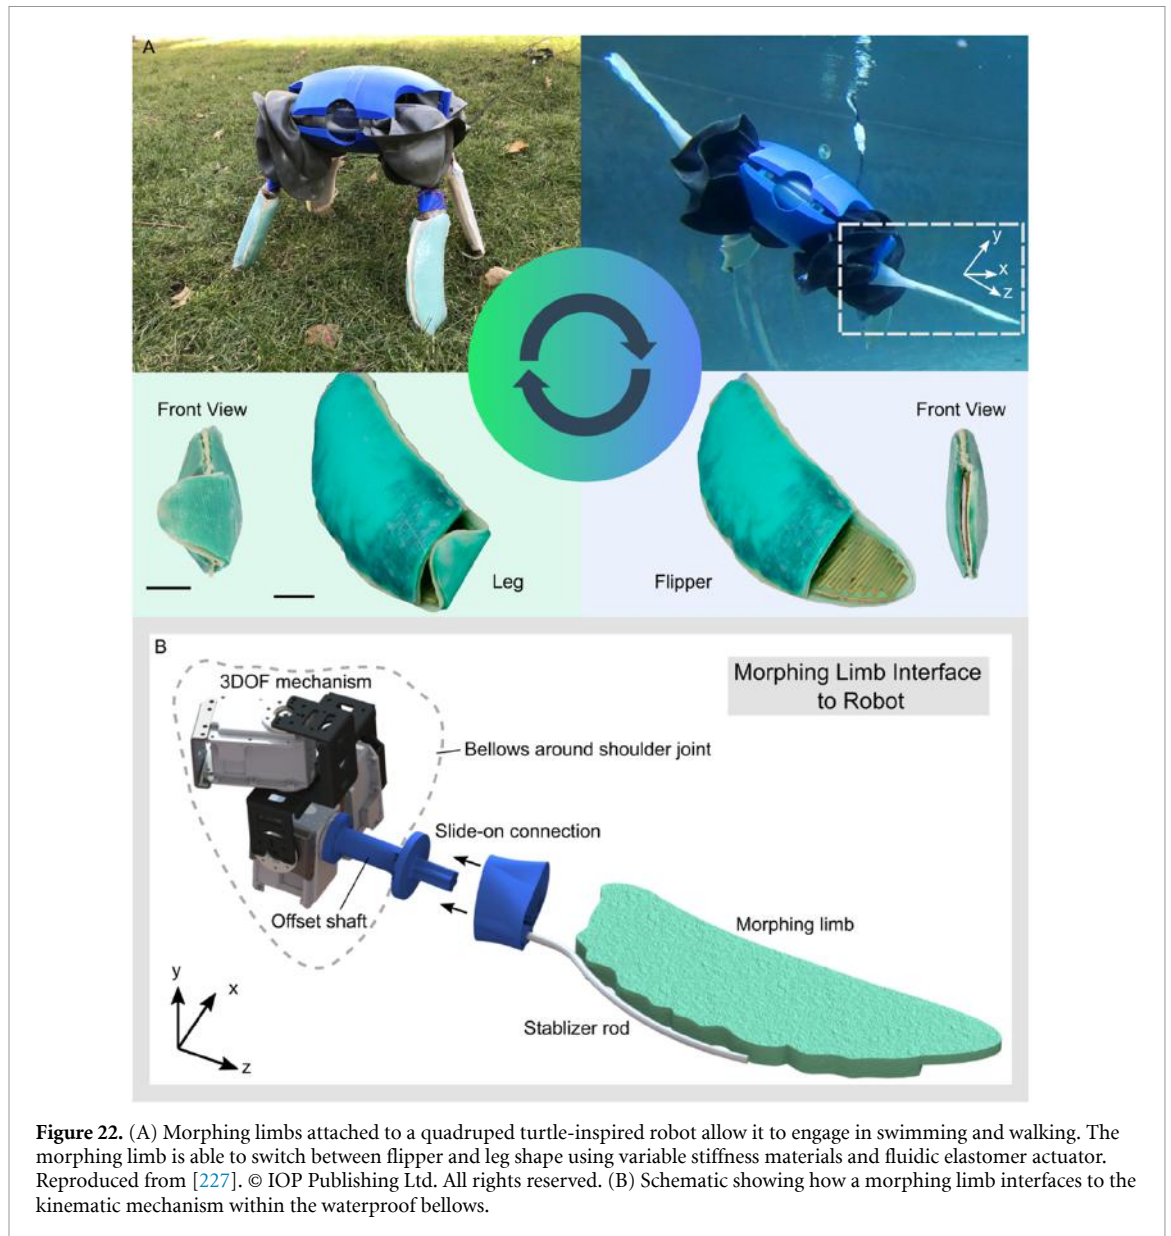 A
y
x
z
Front View
Front View
Leg
Flipper
B
3DOF mechanism
Morphing Limb Interface
to Robot
Bellows around shoulder joint
Slide-on connection
Offset shaft
Morphing limb
Stablizer rod
y
x
z
Figure 22. (A) Morphing limbs attached to a quadruped turtle-inspired robot allow it to engage in swimming and walking. The
morphing limb is able to switch between flipper and leg shape using variable stiffness materials and fluidic elastomer actuator.
Reproduced from [227]. © IOP Publishing Ltd. All rights reserved. (B) Schematic showing how a morphing limb interfaces to the
kinematic mechanism within the waterproof bellows.